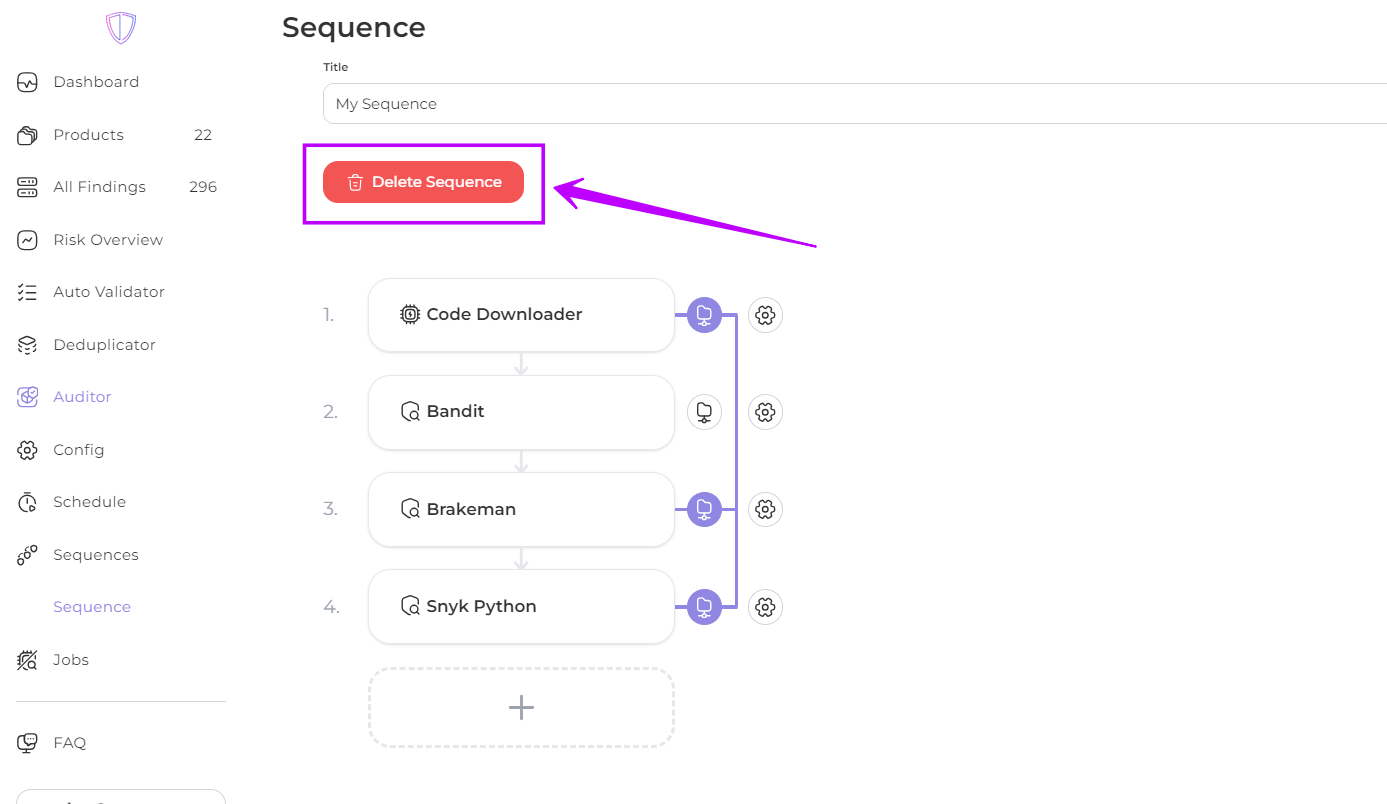 Sequence
Title
My Sequence
Delete Sequence
Dashboard
Products 22
All Findings 296
Risk Overview
Auto Validator
Deduplicator
Auditor
Config
Schedule
Sequences
Sequence
Jobs
FAQ
1. Code Downloader
2. Bandit
3. Brakeman
4. Snyk Python